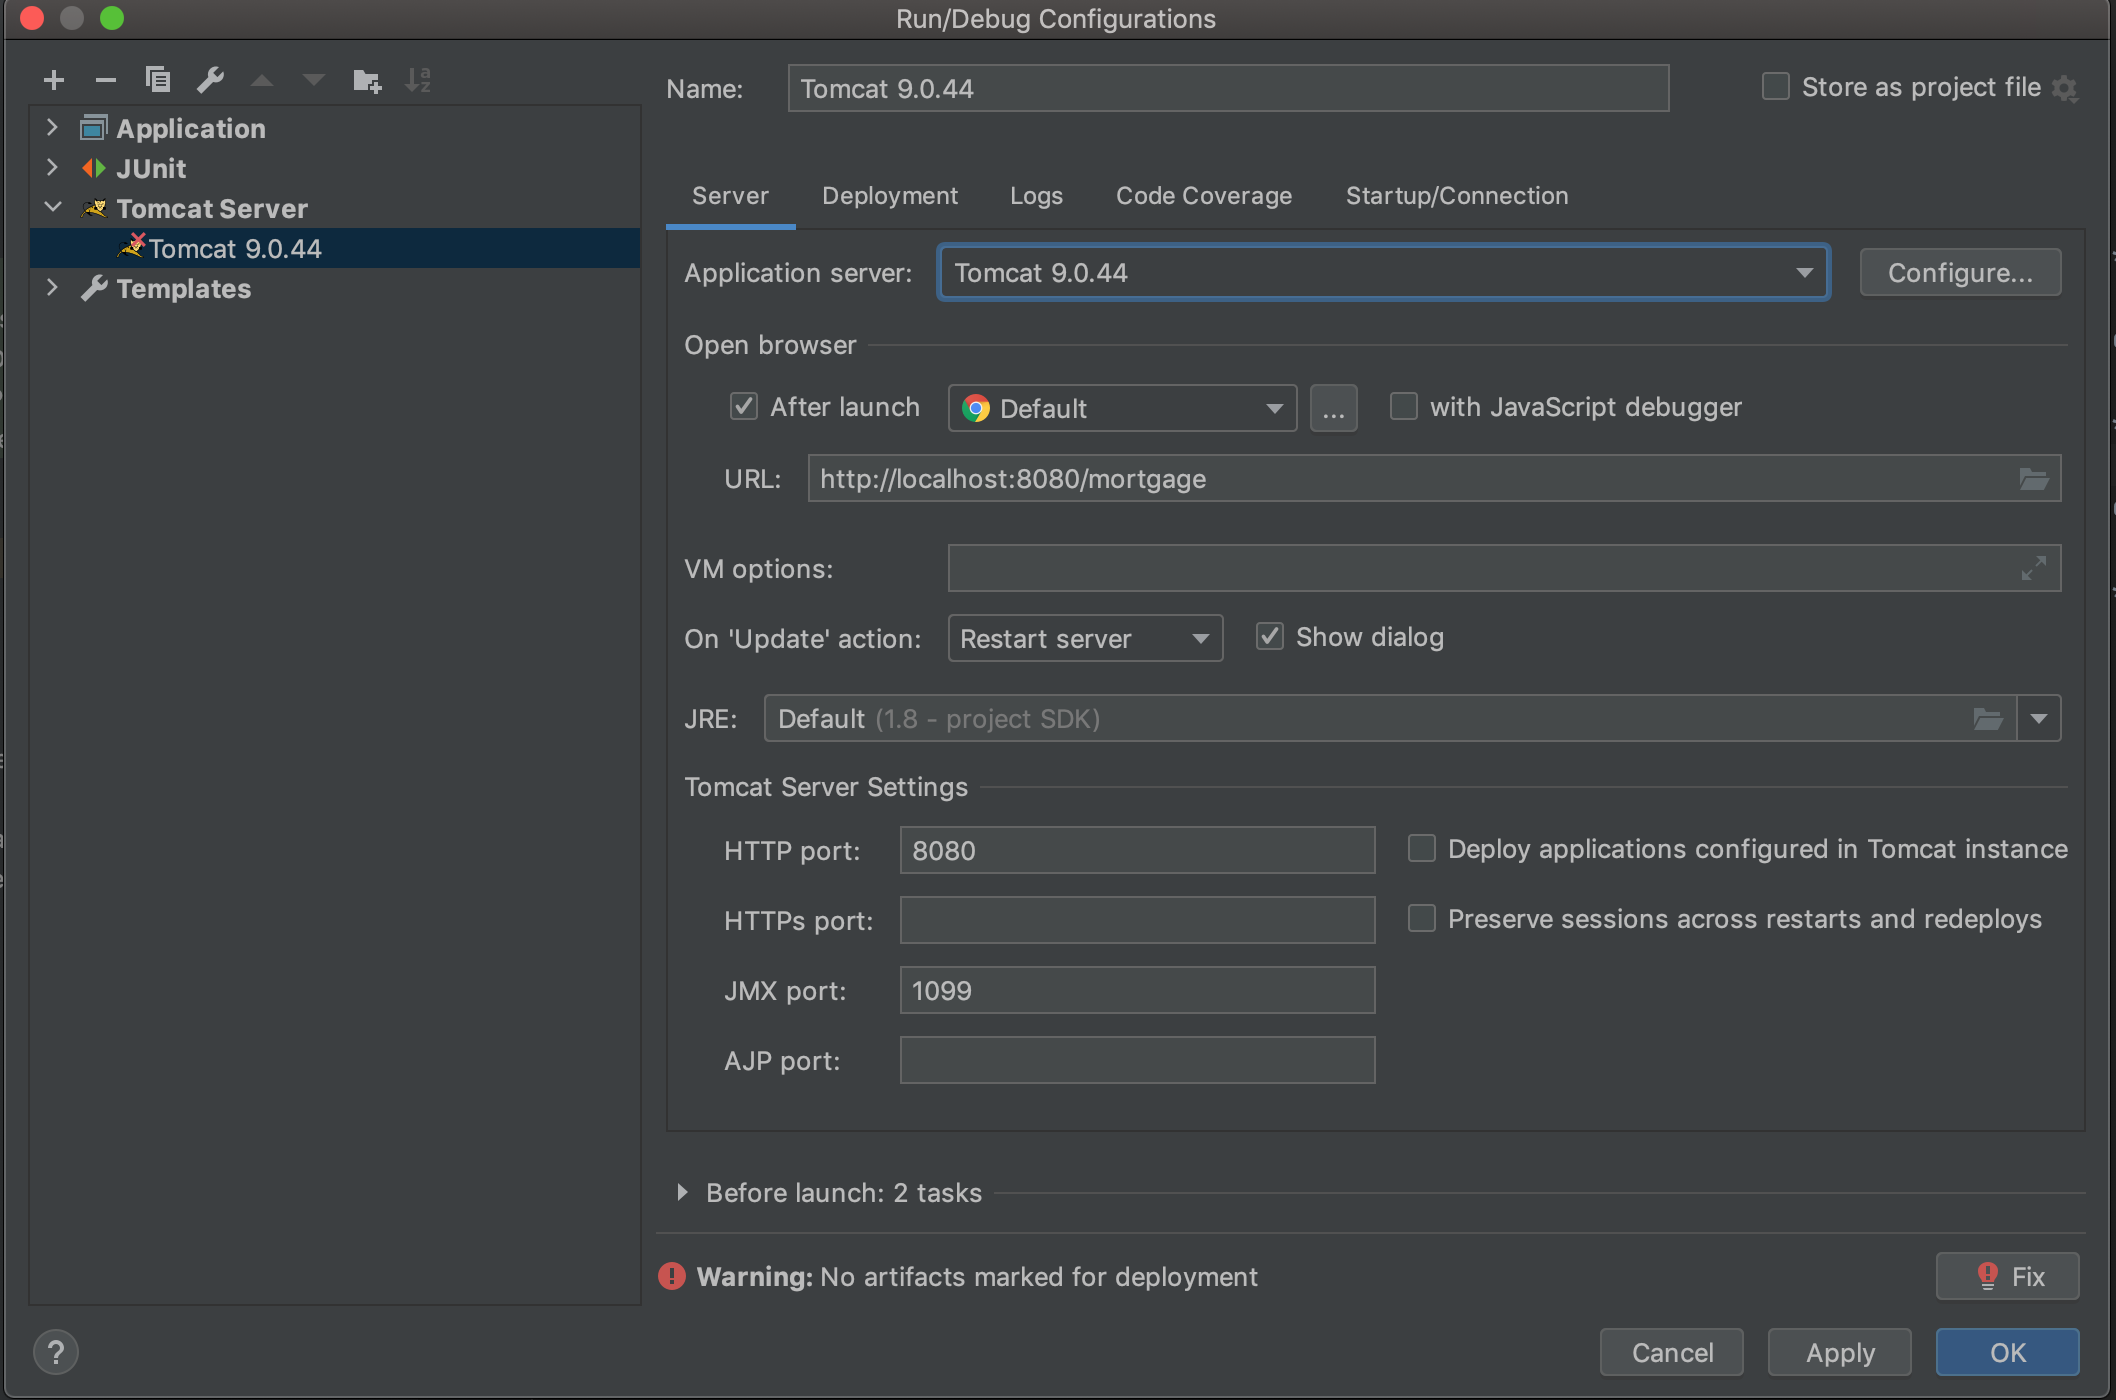 Run/Debug Configurations
Name: Tomcat 9.0.44 Store as project file
Application
JUnit
Tomcat Server
Tomcat 9.0.44
Templates
Server Deployment Logs Code Coverage Startup/Connection
Application server: Tomcat 9.0.44 Configure...
Open browser
After launch Default ... with JavaScript debugger
URL: http://localhost:8080/mortgage
VM options:
On 'Update' action: Restart server Show dialog
JRE: Default (1.8 - project SDK)
Tomcat Server Settings
HTTP port: 8080 Deploy applications configured in Tomcat instance
HTTPs port: Preserve sessions across restarts and redeploys
JMX port: 1099
AJP port:
Before launch: 2 tasks
Warning: No artifacts marked for deployment Fix
? Cancel Apply OK